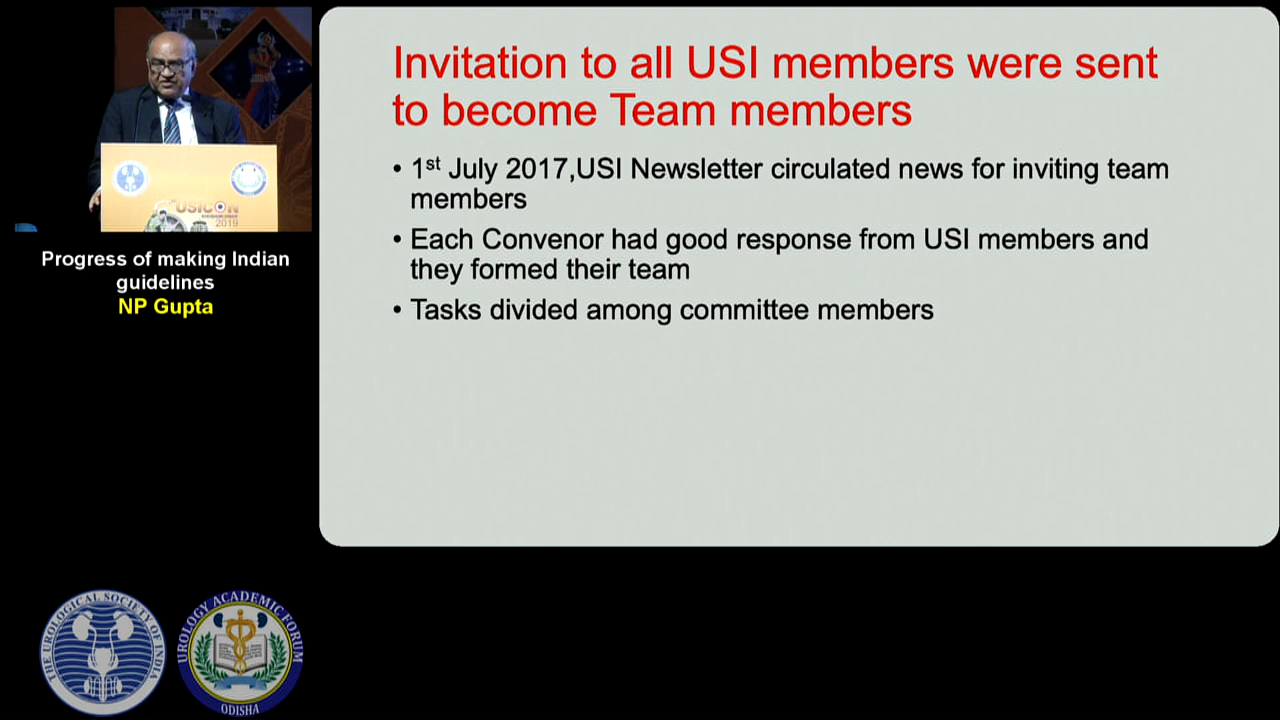 Invitation to all USI members were sent
to become Team members
• 1st July 2017,USI Newsletter circulated news for inviting team
members
• Each Convenor had good response from USI members and
they formed their team
• Tasks divided among committee members
USICON
2019
Progress of making Indian
guidelines
NP Gupta
THE UROLOGICAL SOCIETY OF INDIA
UROLOGY ACADEMIC FORUM
ODISHA